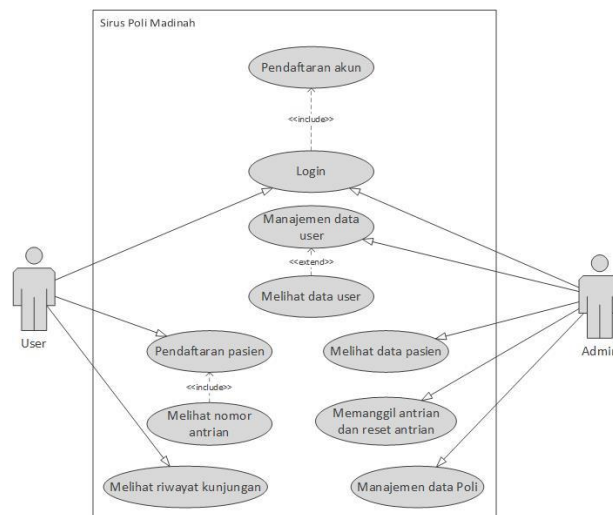 Sirus Poli Madinah
Pendaftaran akun
<<include>>
Login
Manajemen data
user
<<extend>>
Melihat data user
User
Admin
Pendaftaran pasien
Melihat data pasien
<<include>>
Melihat nomor
antrian
Memanggil antrian
dan reset antrian
Melihat riwayat kunjungan
Manajemen data Poli